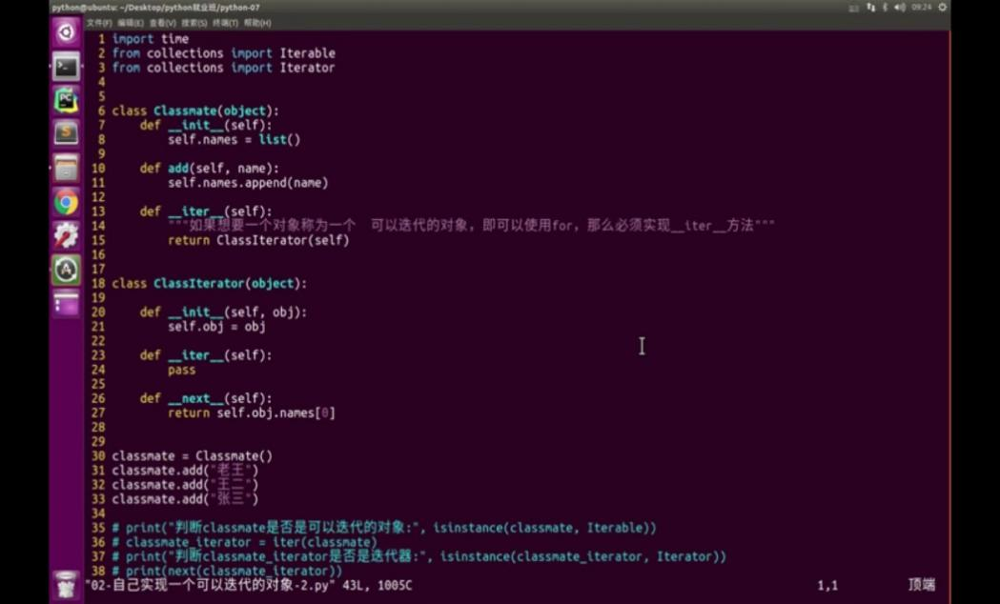 python@ubuntu: ~/Desktop/python就业班/python-07
09:24
文件(F) 编辑(E) 查看(V) 搜索(S) 终端(T) 帮助(H)
1 import time
2 from collections import Iterable
3 from collections import Iterator
4
5
6 class Classmate(object):
7     def __init__(self):
8         self.names = list()
9
10     def add(self, name):
11         self.names.append(name)
12
13     def __iter__(self):
14         """如果想要一个对象称为一个  可以迭代的对象，即可以使用for，那么必须实现__iter__方法"""
15         return ClassIterator(self)
16
17
18 class ClassIterator(object):
19
20     def __init__(self, obj):
21         self.obj = obj
22
23     def __iter__(self):
24         pass
25
26     def __next__(self):
27         return self.obj.names[0]
28
29
30 classmate = Classmate()
31 classmate.add("老王")
32 classmate.add("王二")
33 classmate.add("张三")
34
35 # print("判断classmate是否是可以迭代的对象:", isinstance(classmate, Iterable))
36 # classmate_iterator = iter(classmate)
37 # print("判断classmate_iterator是否是迭代器:", isinstance(classmate_iterator, Iterator))
38 # print(next(classmate_iterator))
"02-自己实现一个可以迭代的对象-2.py" 43L, 1005C 1,1 顶端